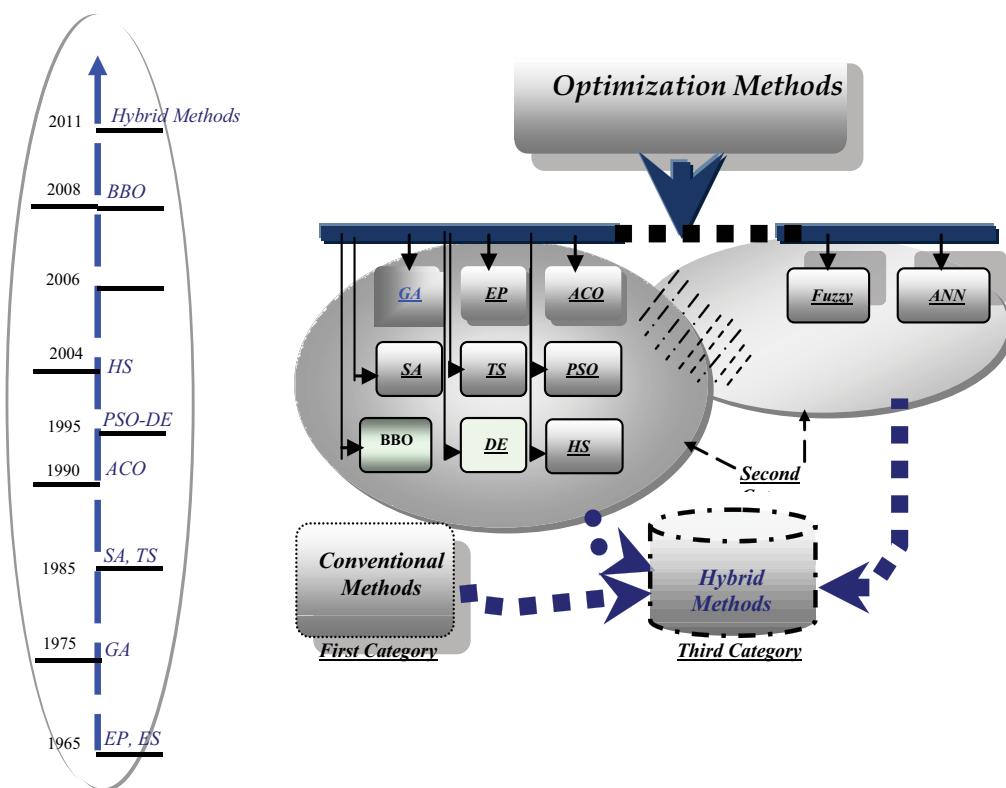 2011
Hybrid Methods
2008
BBO
2006
2004
HS
1995
PSO-DE
1990
ACO
SA, TS
1985
1975
GA
1965
EP, ES
Optimization Methods
GA
EP
ACO
Fuzzy
ANN
SA
TS
PSO
BBO
DE
HS
Second
Conventional
Methods
First Category
Hybrid
Methods
Third Category